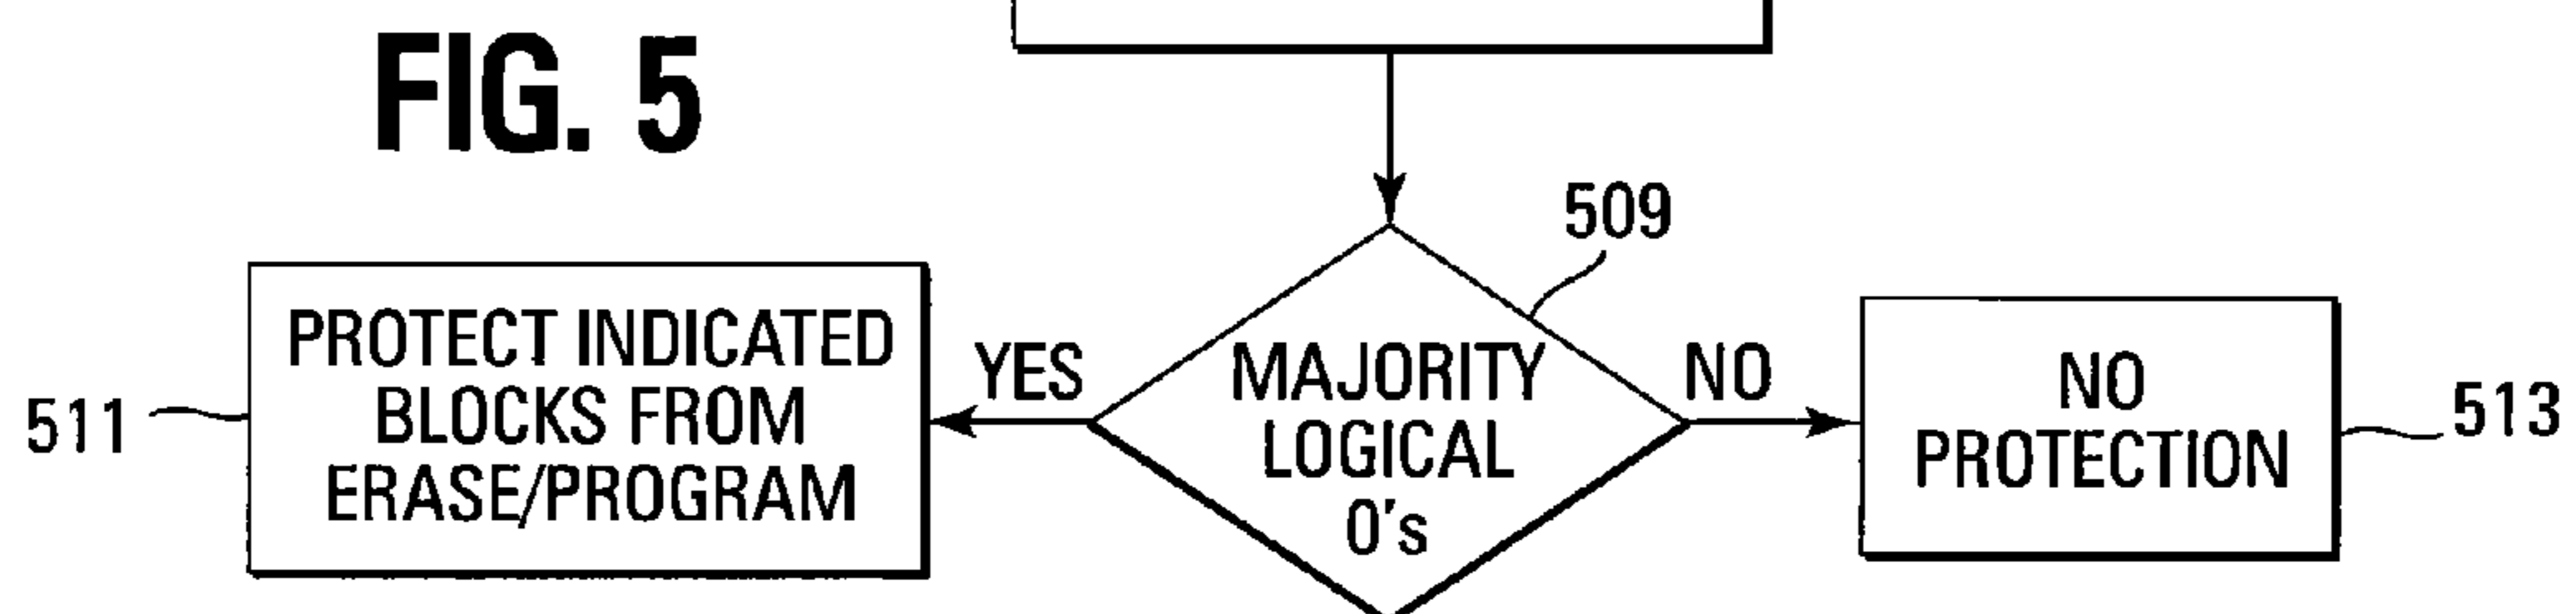 FIG. 5
509
PROTECT INDICATED
BLOCKS FROM
ERASE/PROGRAM
511
YES
MAJORITY
LOGICAL
0's
NO
NO
PROTECTION
513